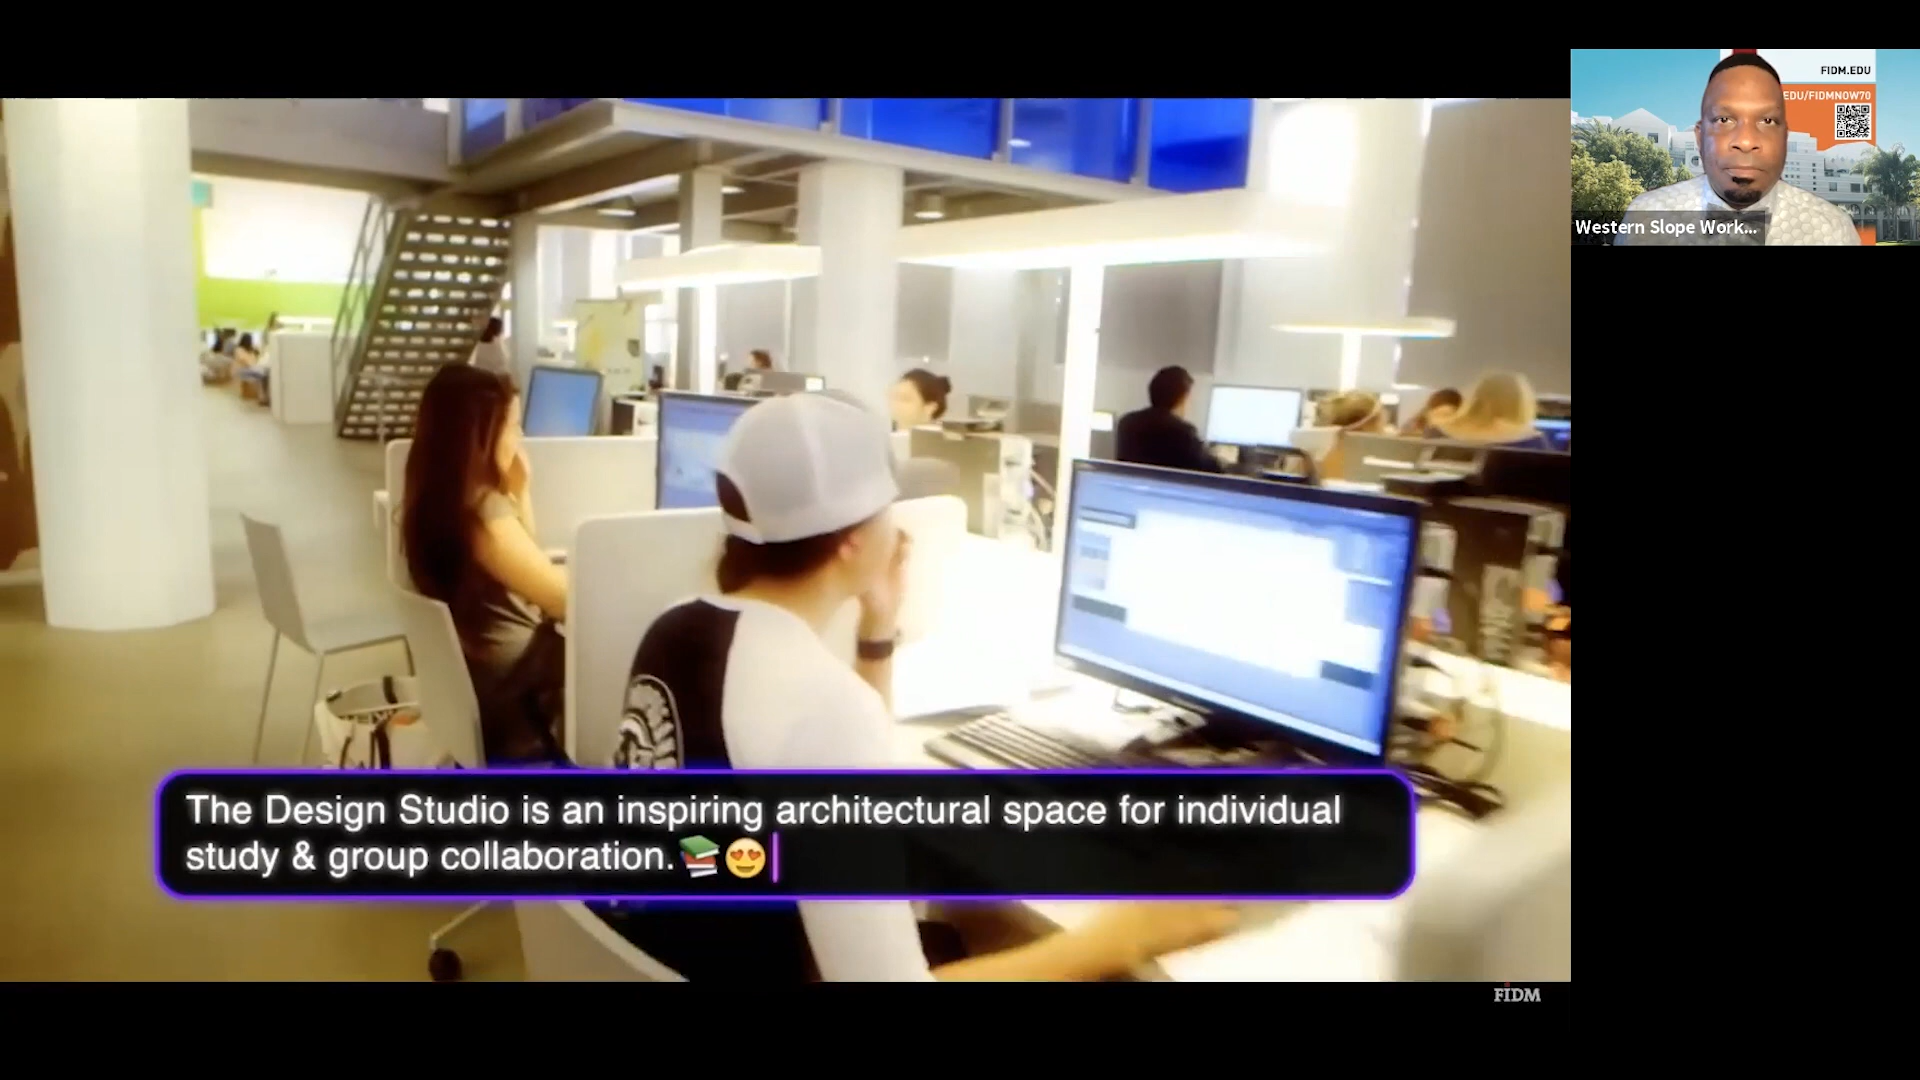 FIDM.EDU
EDU/FIDMNOW70
Western Slope Work...
The Design Studio is an inspiring architectural space for individual
study & group collaboration.📚😍
FIDM